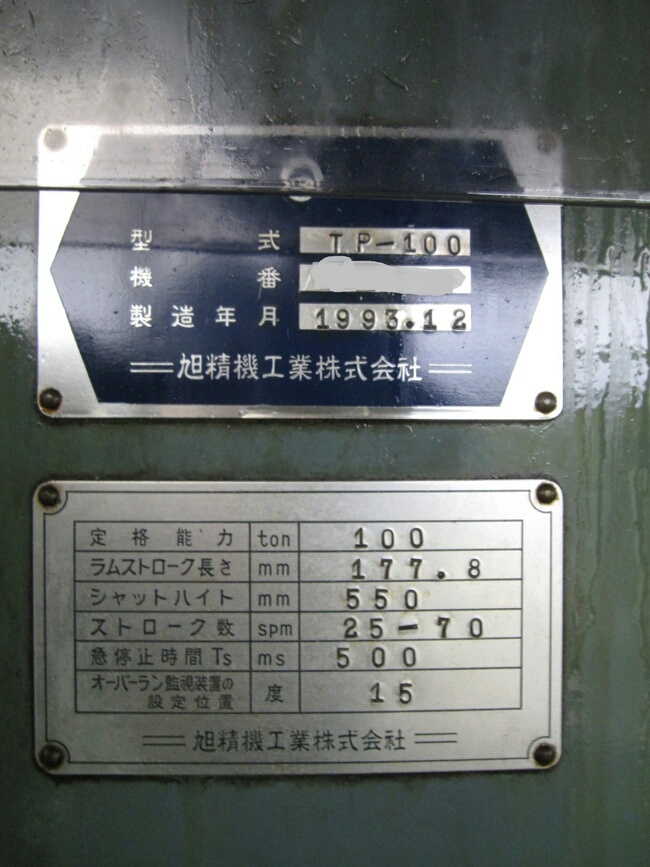 型式 TP-100
機番
製造年月 1993.12
旭精機工業株式会社
定格能力 ton 100
ラムストローク長さ mm 177.8
シャットハイト mm 550
ストローク数 spm 25-70
急停止時間Ts ms 500
オーバーラン監視装置の
設定位置 度 15
旭精機工業株式会社